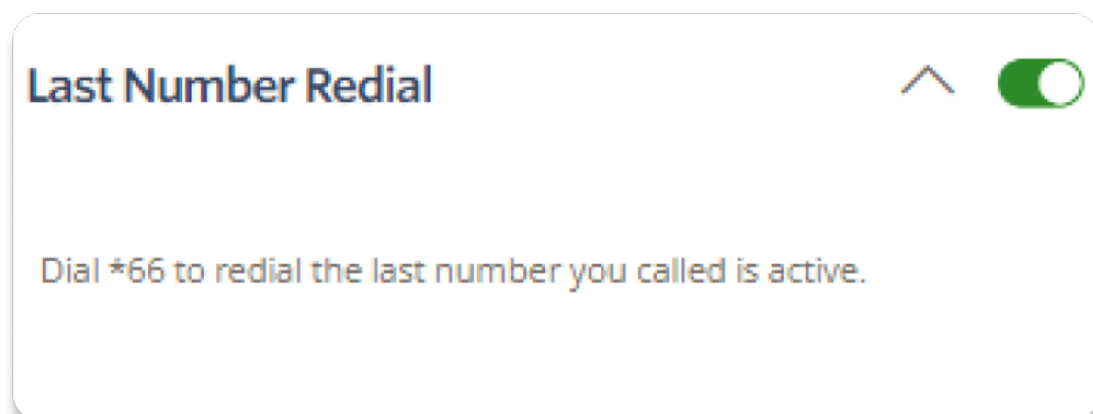 Last Number Redial
Dial *66 to redial the last number you called is active.